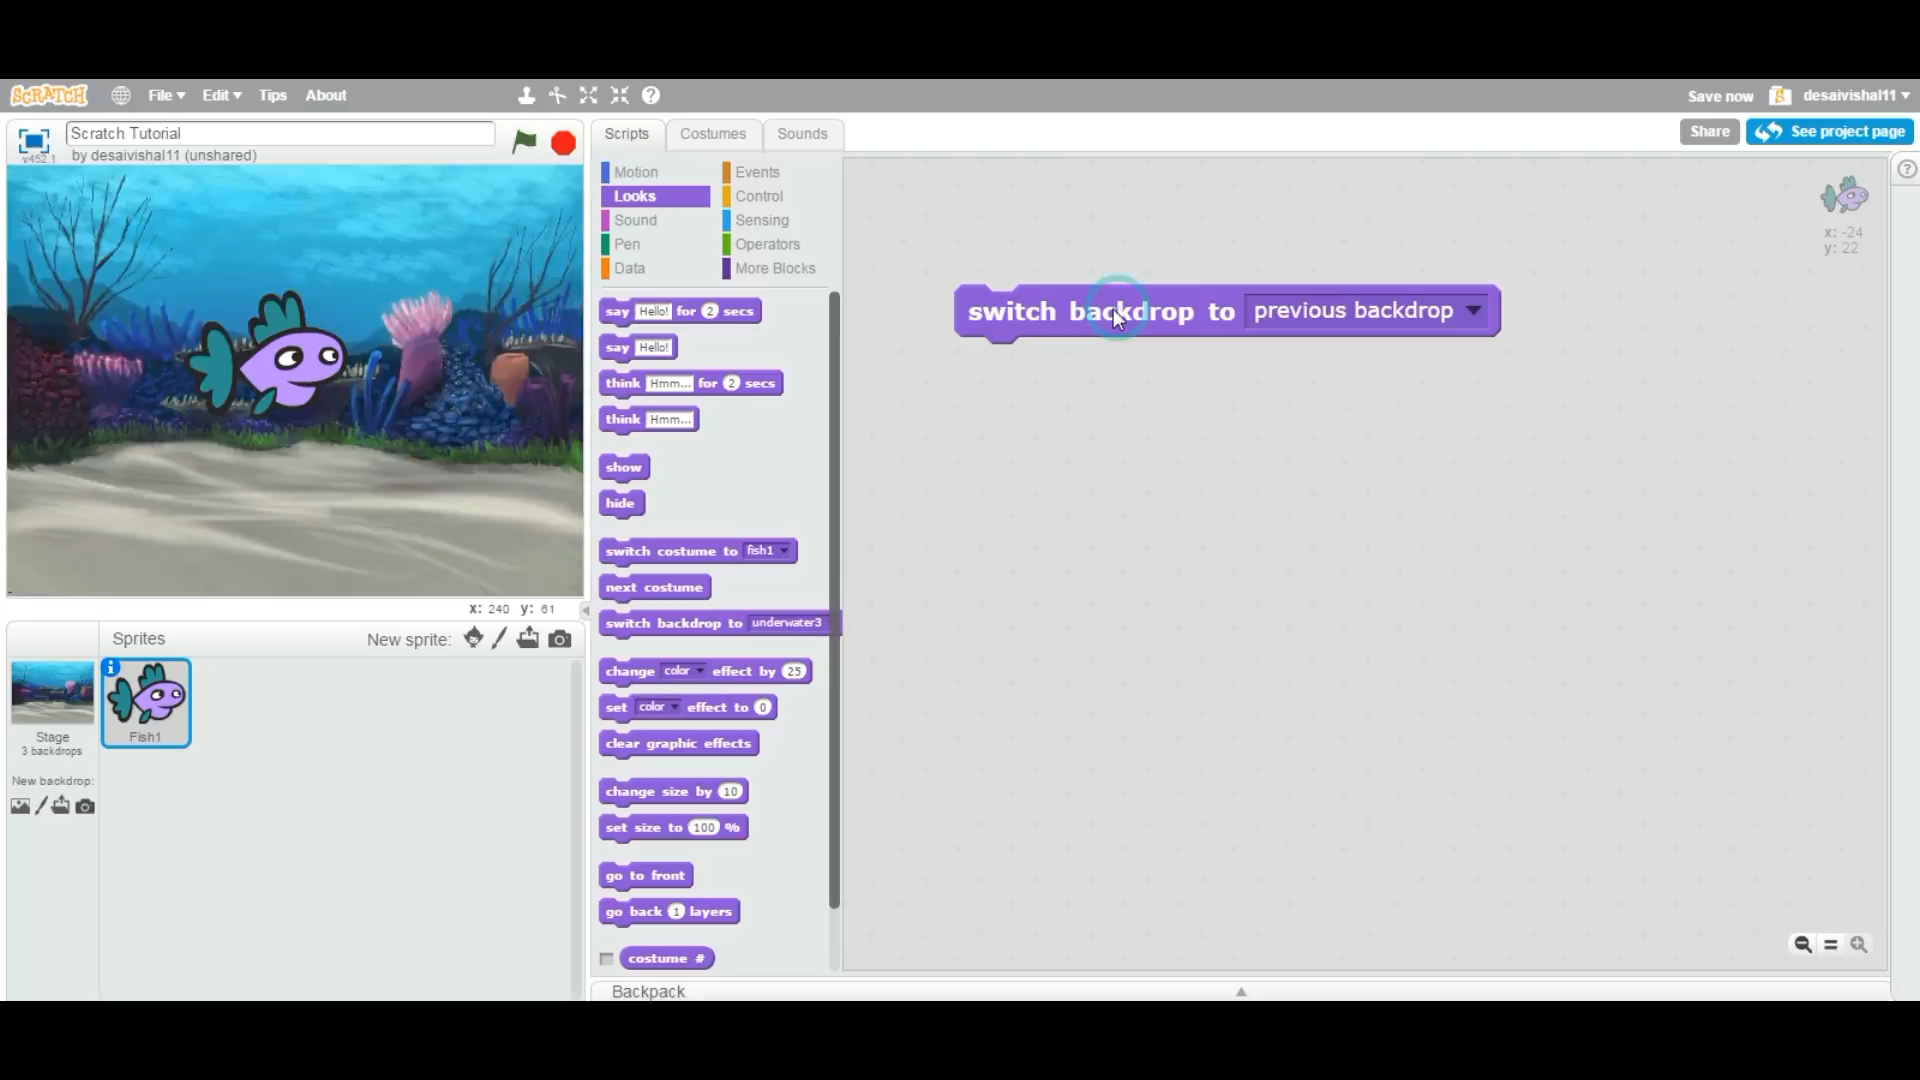 SCRATCH File Edit Tips About Save now desaivishal11
Scratch Tutorial
by desaivishal11 (unshared)
v452.1
Scripts Costumes Sounds
Share See project page
Motion Events
Looks Control
Sound Sensing
Pen Operators
Data More Blocks
say Hello! for 2 secs
say Hello!
think Hmm... for 2 secs
think Hmm...
show
hide
switch costume to fish1
next costume
switch backdrop to underwater3
change color effect by 25
set color effect to 0
clear graphic effects
change size by 10
set size to 100 %
go to front
go back 1 layers
costume #
switch backdrop to previous backdrop
x: -24
y: 22
x: 240 y: 61
Sprites New sprite:
Stage
3 backdrops
New backdrop:
Fish1
Backpack